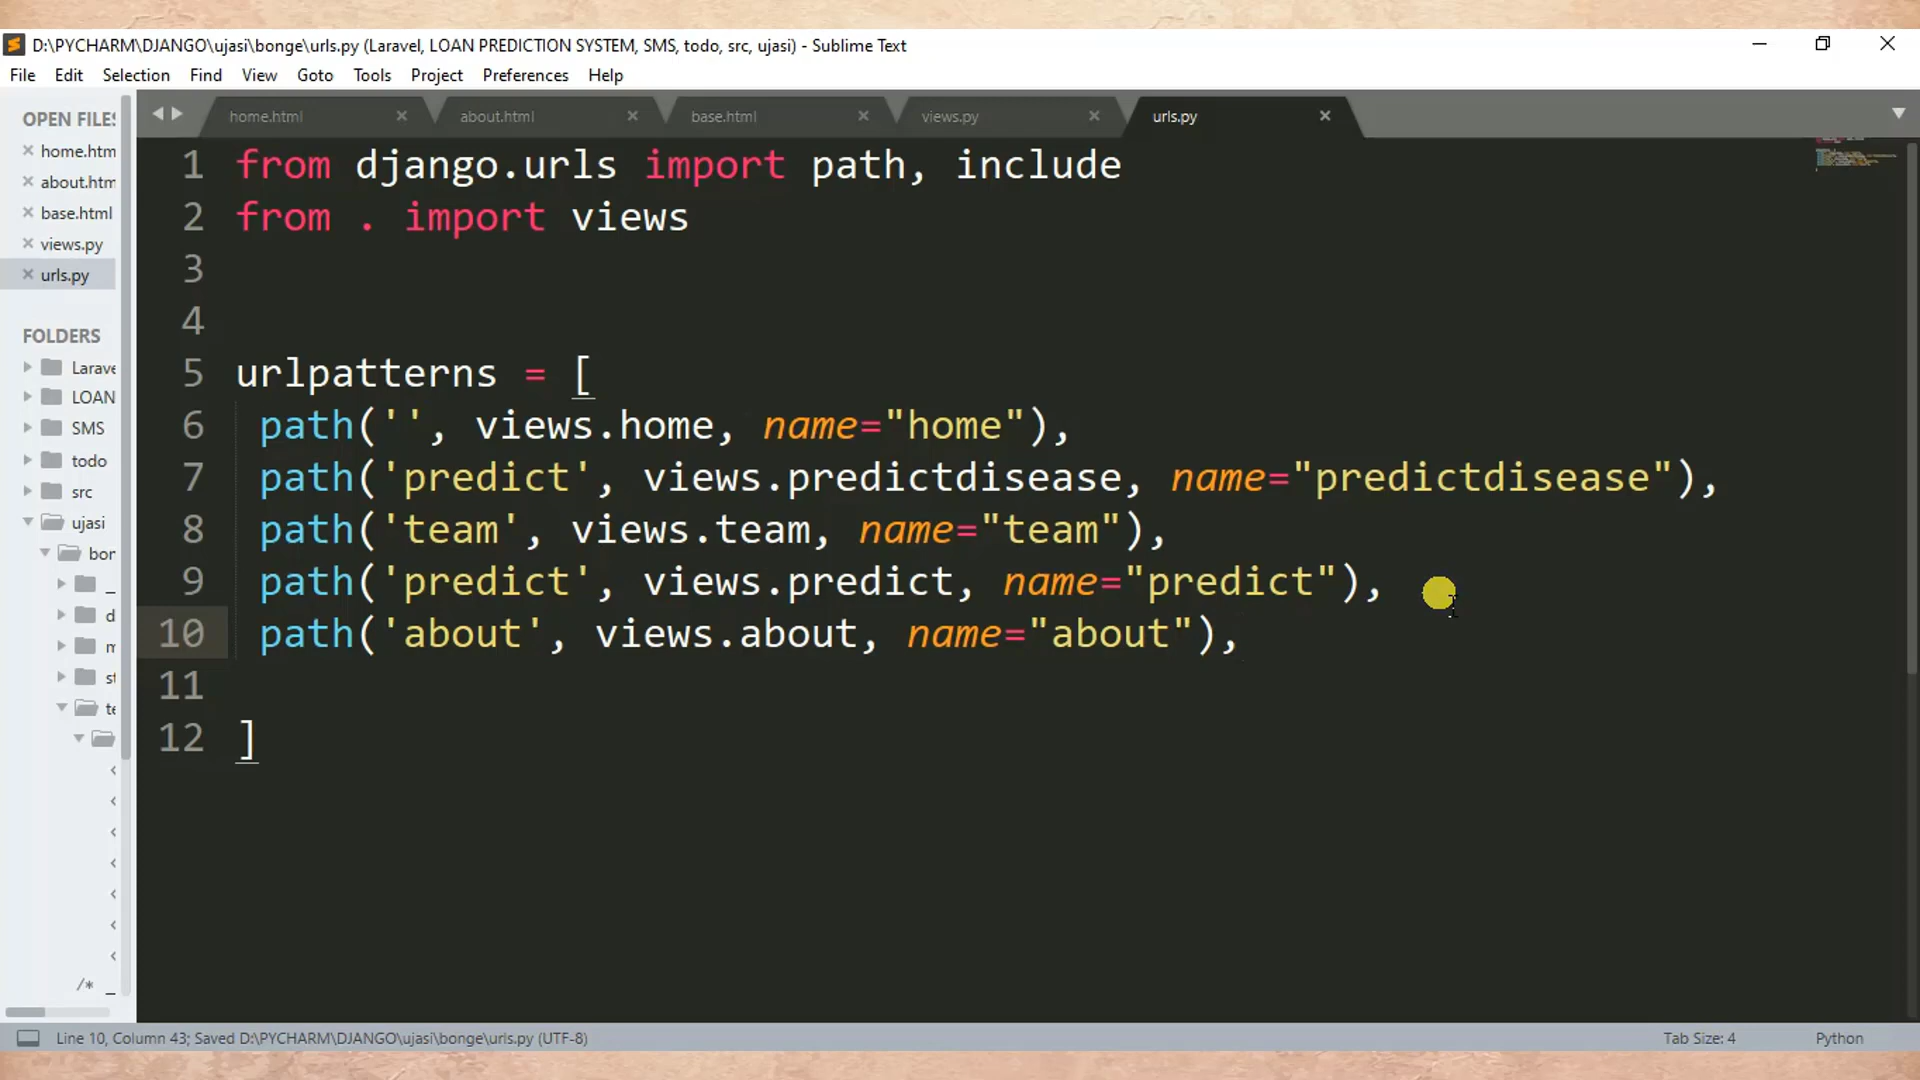 D:\PYCHARM\DJANGO\ujasi\bonge\urls.py (Laravel, LOAN PREDICTION SYSTEM, SMS, todo, src, ujasi) - Sublime Text
File Edit Selection Find View Goto Tools Project Preferences Help
OPEN FILES
home.htm
about.htm
base.html
views.py
urls.py
FOLDERS
Larave
LOAN
SMS
todo
src
ujasi
bon
_
d
m
st
te
/* _
home.html about.html base.html views.py urls.py
1 from django.urls import path, include
2 from . import views
3
4
5 urlpatterns = [
6 path('', views.home, name="home"),
7 path('predict', views.predictdisease, name="predictdisease"),
8 path('team', views.team, name="team"),
9 path('predict', views.predict, name="predict"),
10 path('about', views.about, name="about"),
11
12 ]
Line 10, Column 43; Saved D:\PYCHARM\DJANGO\ujasi\bonge\urls.py (UTF-8) Tab Size: 4 Python